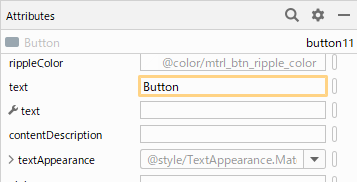 Attributes
Button button11
rippleColor @color/mtrl_btn_ripple_color
text Button
text
contentDescription
textAppearance @style/TextAppearance.Mat